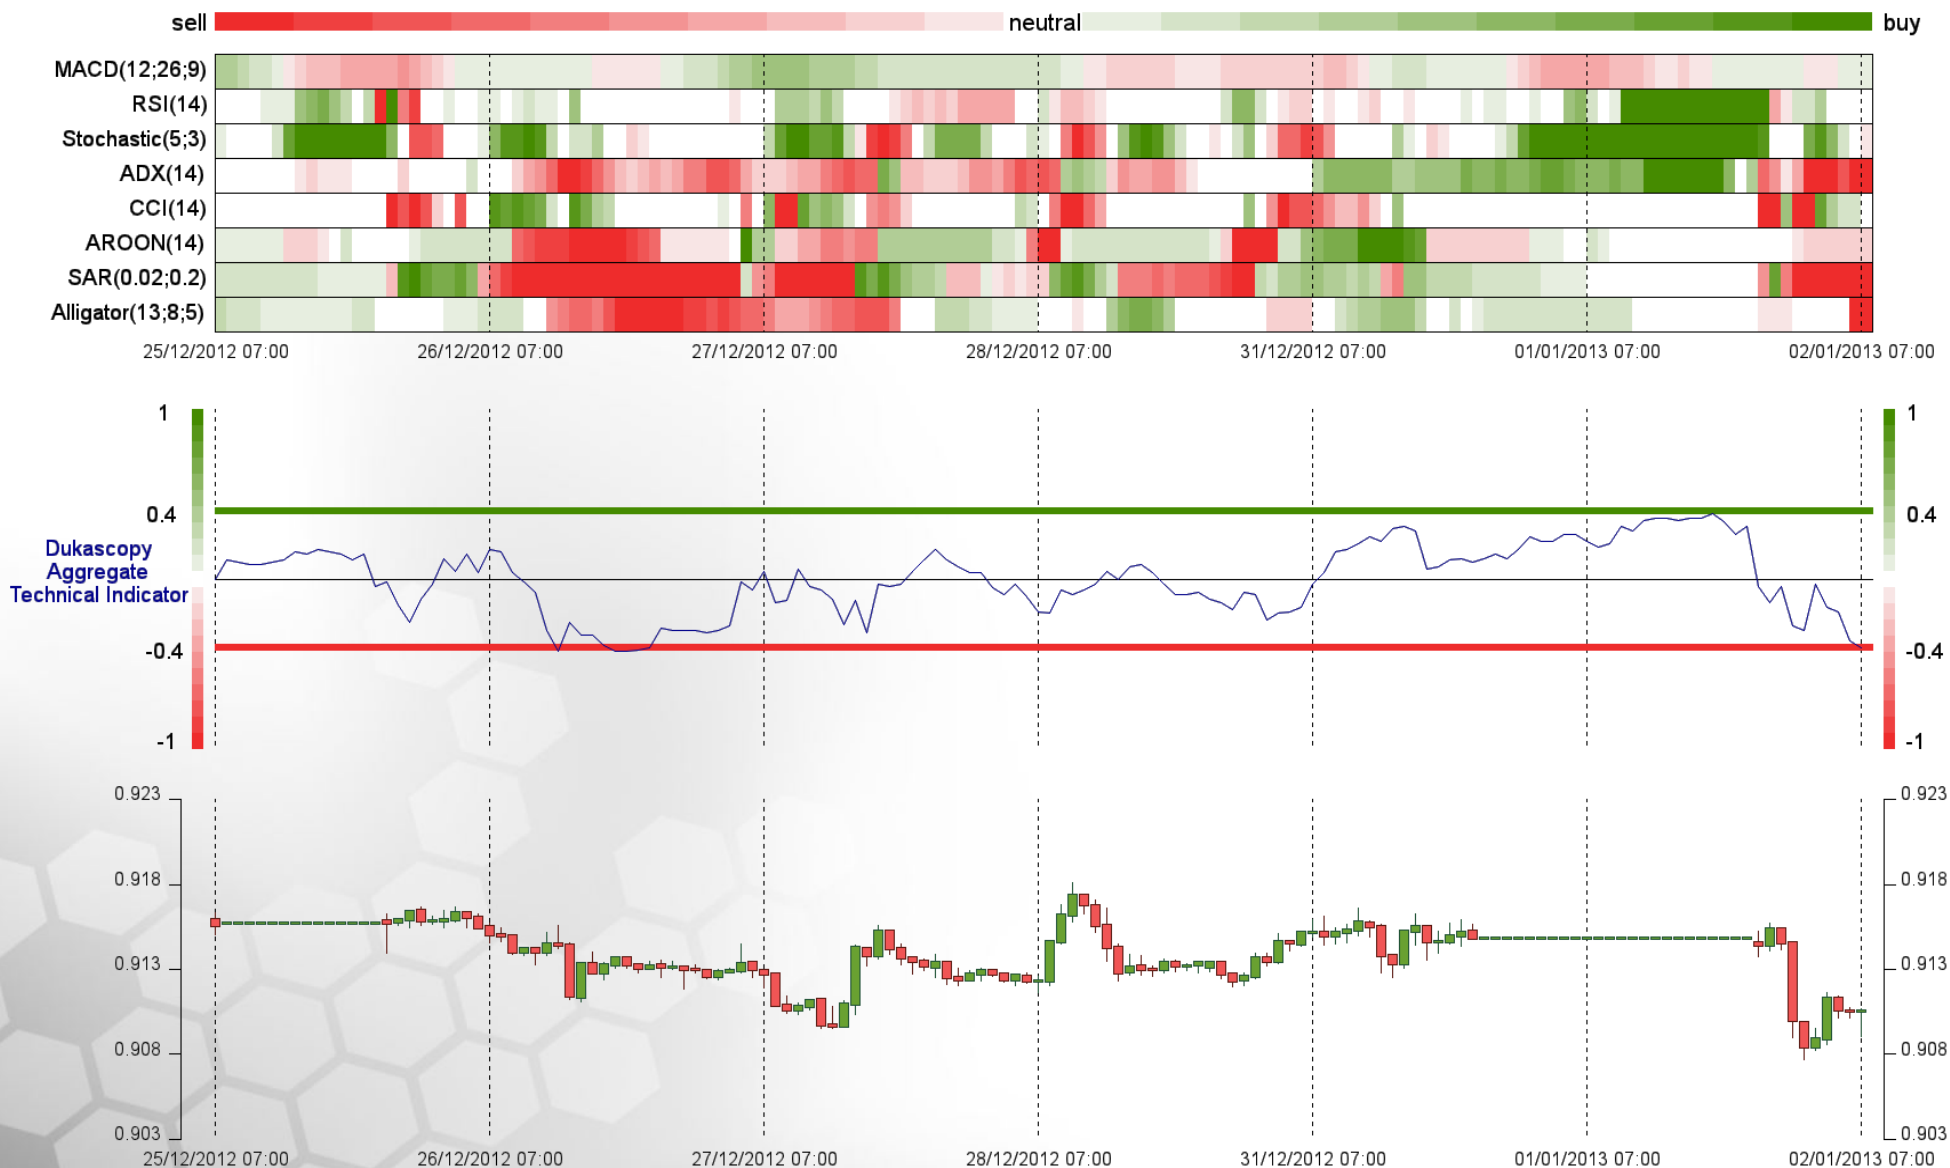 sell neutral buy
MACD(12;26;9)
RSI(14)
Stochastic(5;3)
ADX(14)
CCI(14)
AROON(14)
SAR(0.02;0.2)
Alligator(13;8;5)
25/12/2012 07:00 26/12/2012 07:00 27/12/2012 07:00 28/12/2012 07:00 31/12/2012 07:00 01/01/2013 07:00 02/01/2013 07:00
1 1
0.4 0.4
Dukascopy
Aggregate
Technical Indicator
-0.4 -0.4
-1 -1
0.923 0.923
0.918 0.918
0.913 0.913
0.908 0.908
0.903 0.903
25/12/2012 07:00 26/12/2012 07:00 27/12/2012 07:00 28/12/2012 07:00 31/12/2012 07:00 01/01/2013 07:00 02/01/2013 07:00